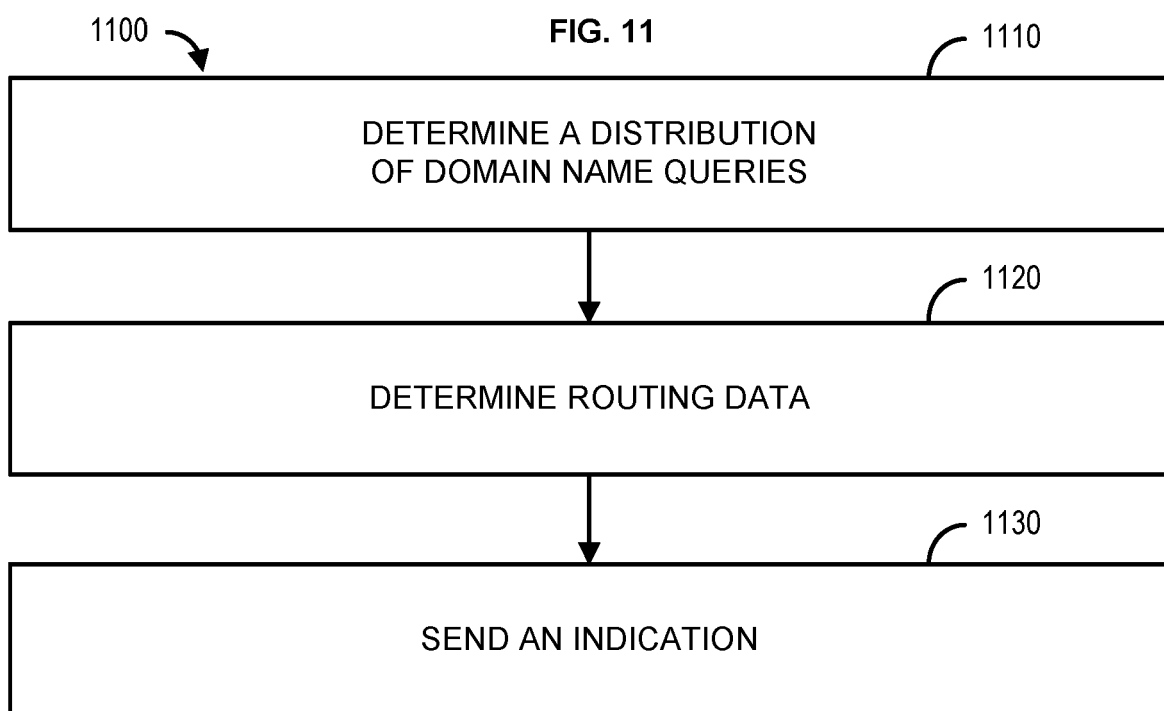 FIG. 11
1100
1110
DETERMINE A DISTRIBUTION
OF DOMAIN NAME QUERIES
1120
DETERMINE ROUTING DATA
1130
SEND AN INDICATION